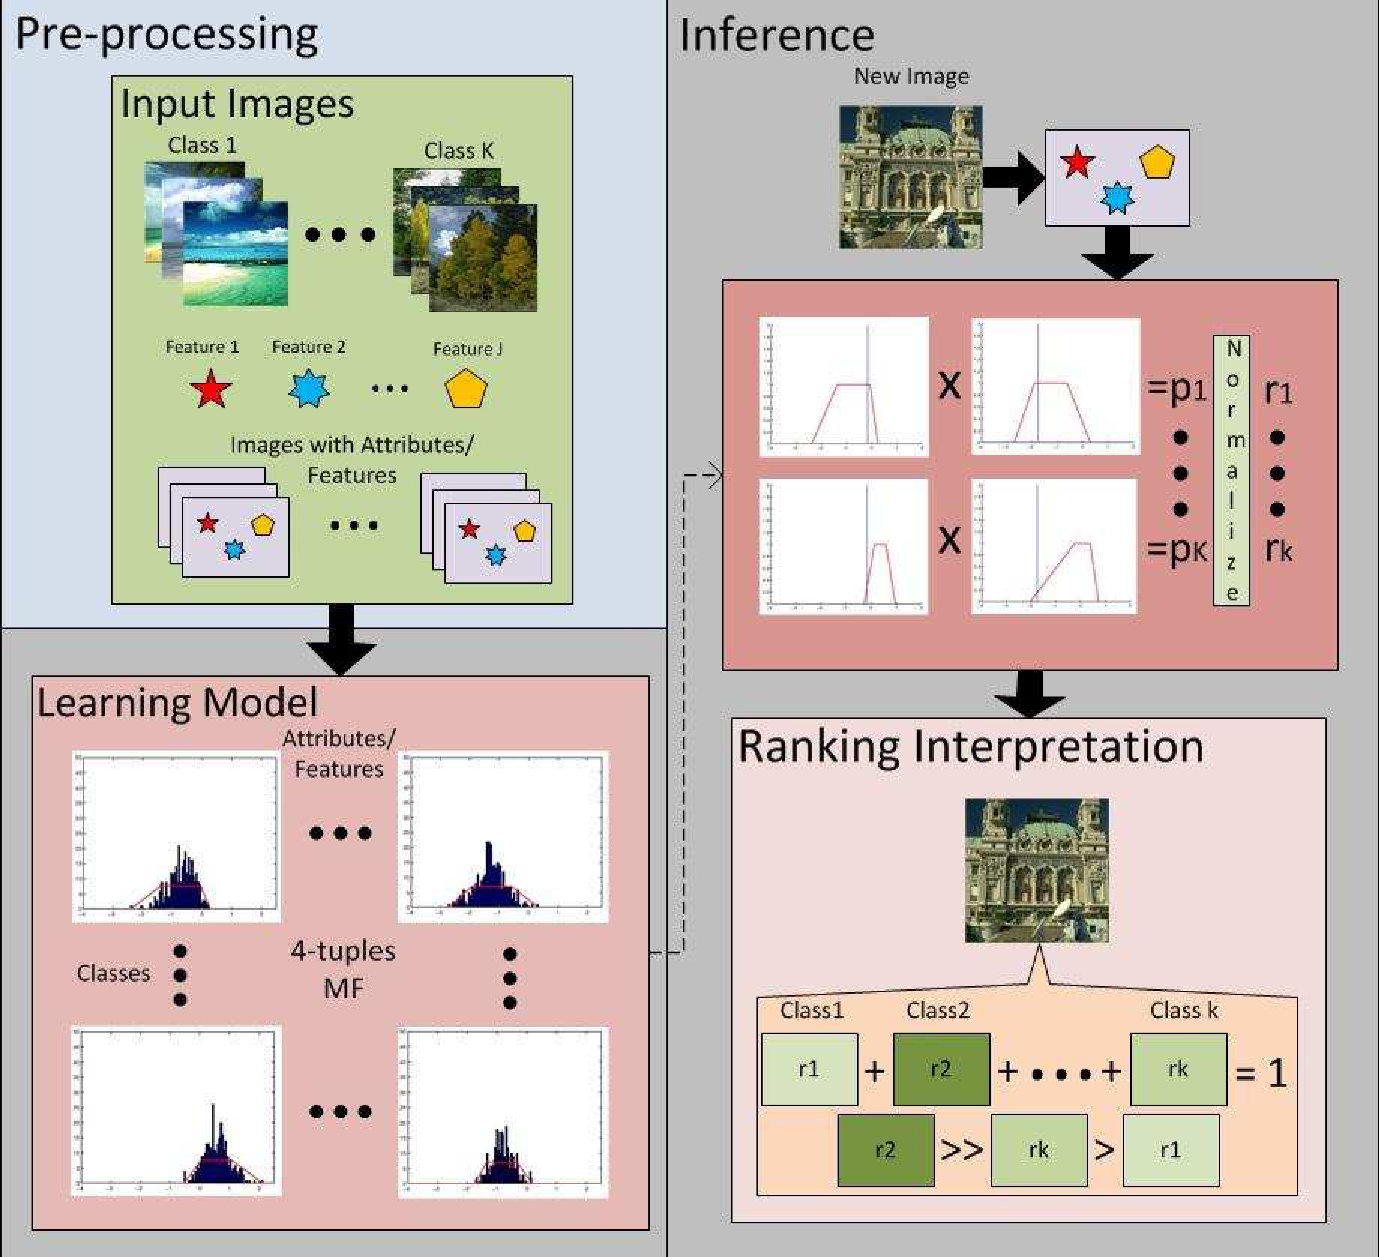 Pre-processing
Input Images
Class 1
Class K
Feature 1 Feature 2 Feature J
Images with Attributes/
Features
Learning Model
Attributes/
Features
Classes
4-tuples
MF
Inference
New Image
X =p1
X =pK
Normalize
r1
rk
Ranking Interpretation
Class1 Class2 Class k
r1 + r2 + + rk = 1
r2 >> rk > r1